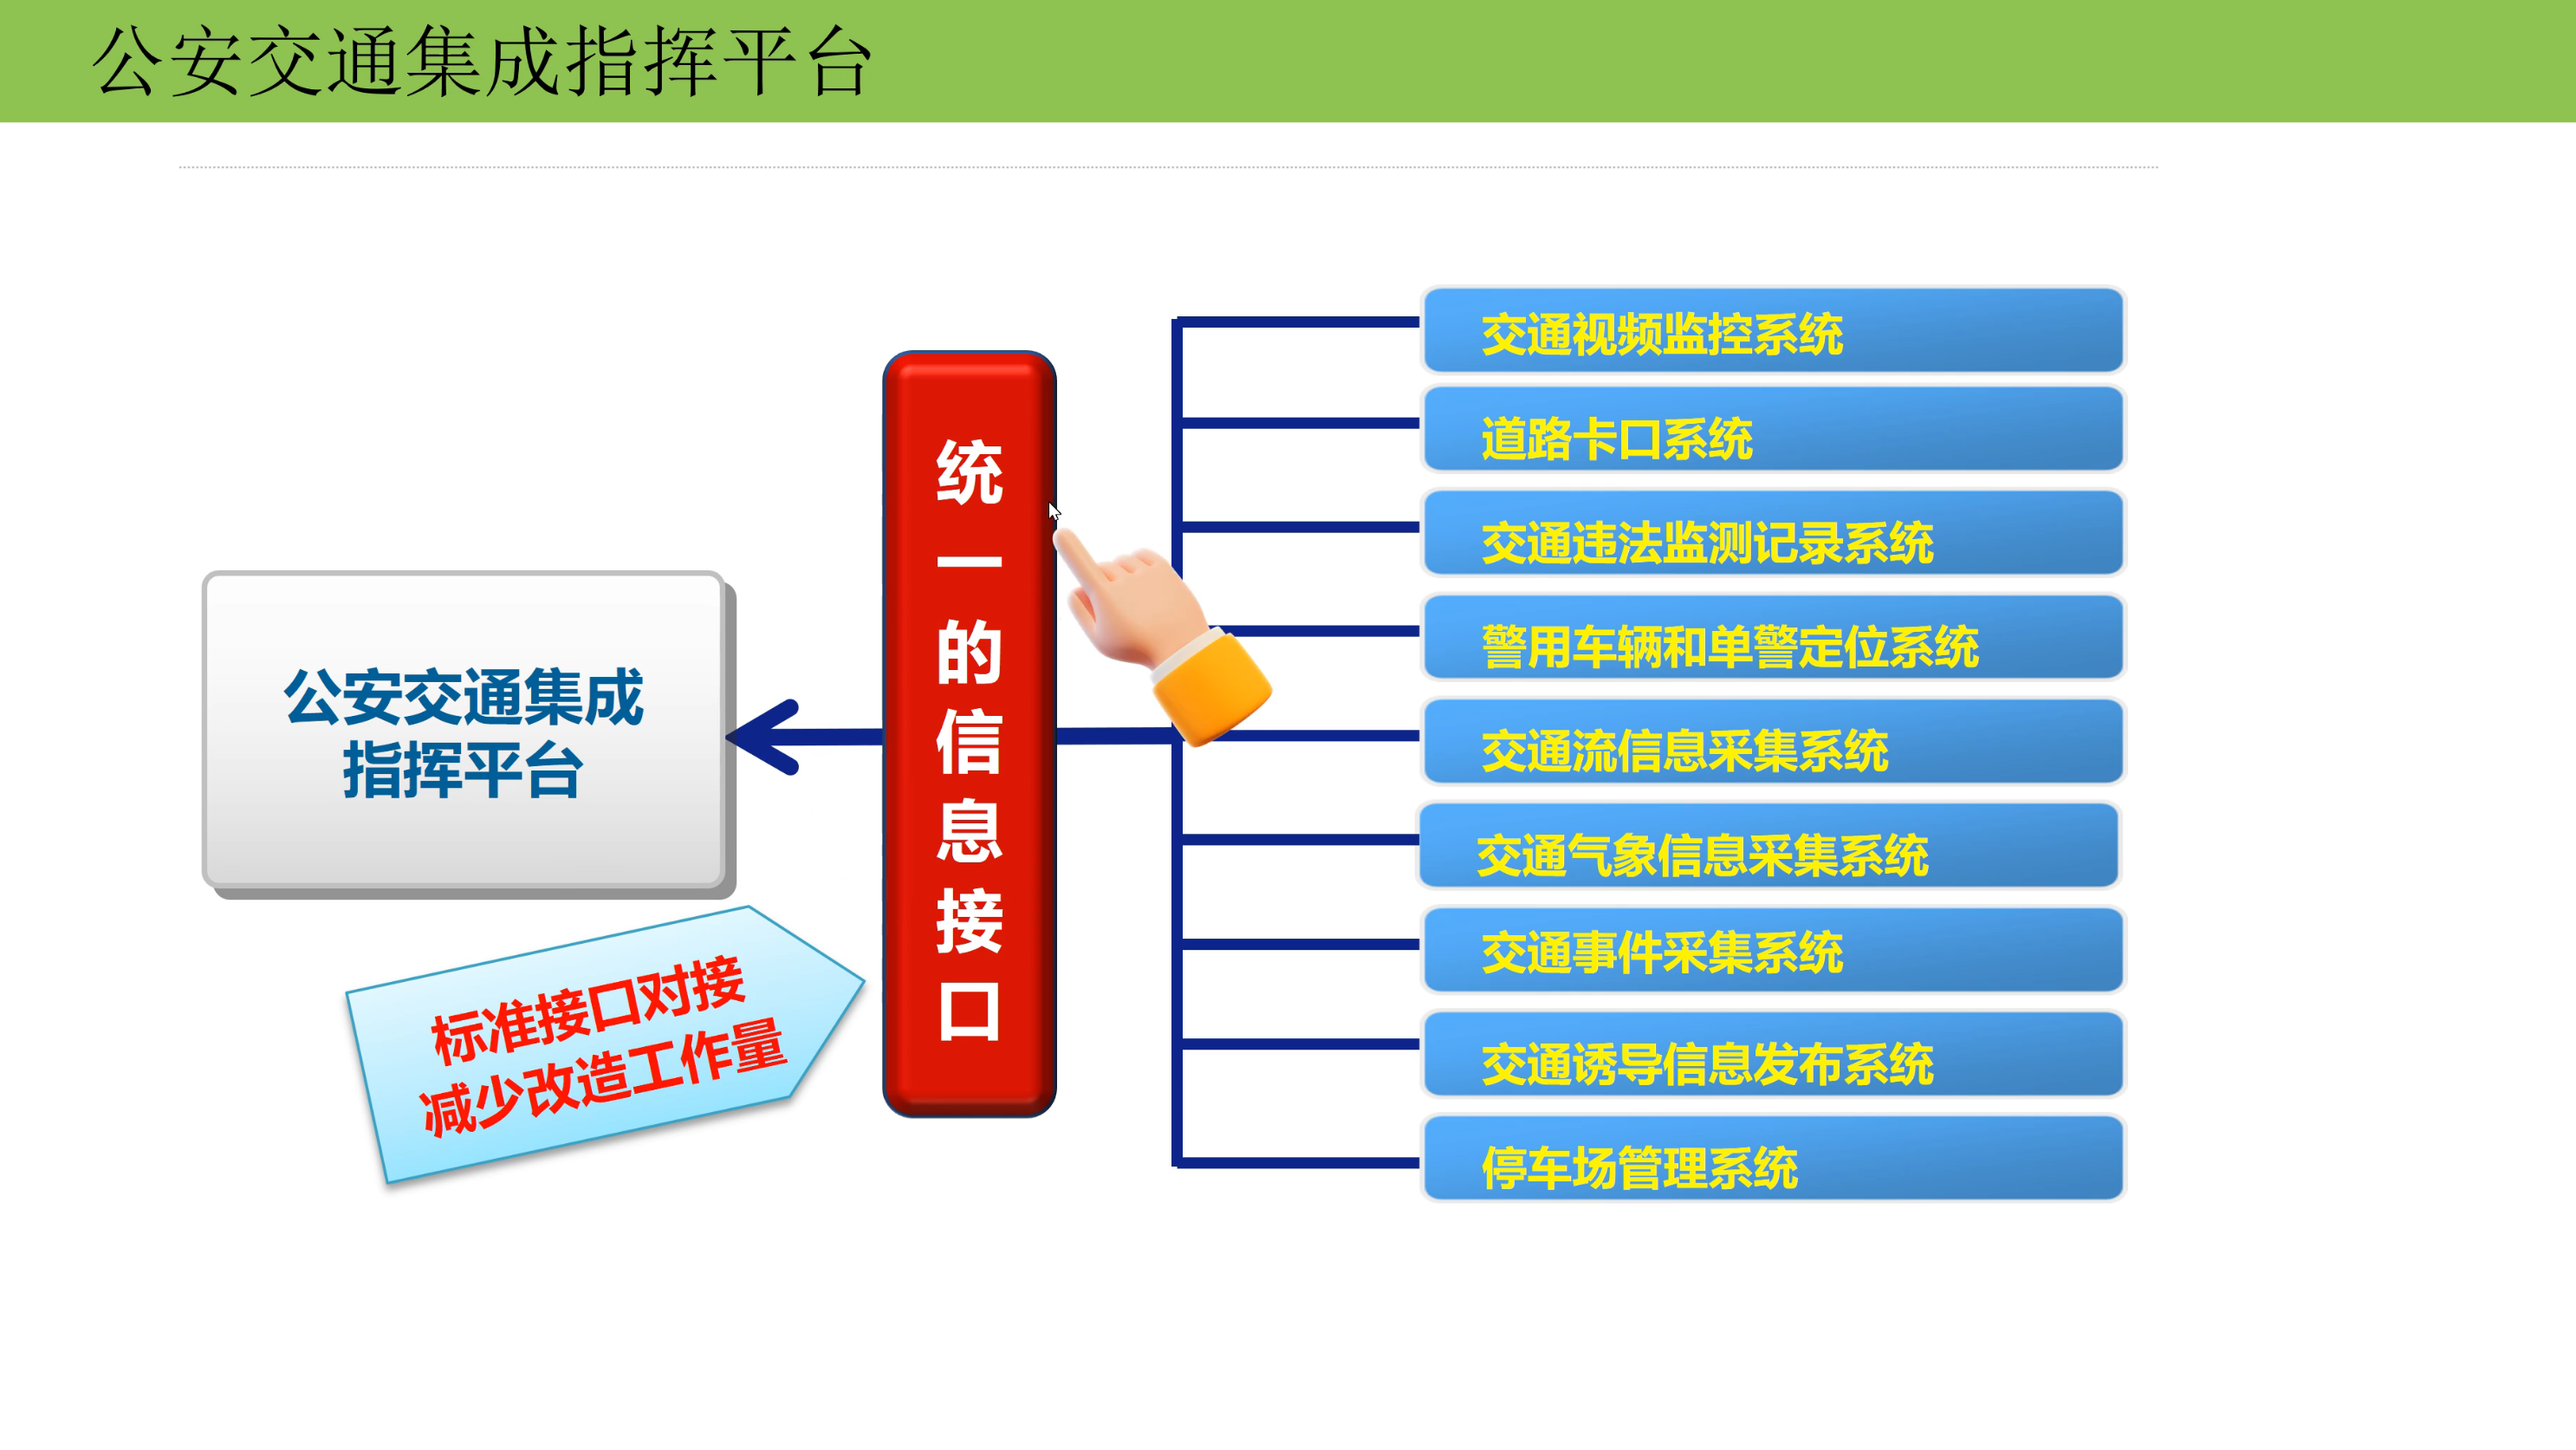 公安交通集成指挥平台
公安交通集成
指挥平台
标准接口对接
减少改造工作量
统
一
的
信
息
接
口
交通视频监控系统
道路卡口系统
交通违法监测记录系统
警用车辆和单警定位系统
交通流信息采集系统
交通气象信息采集系统
交通事件采集系统
交通诱导信息发布系统
停车场管理系统